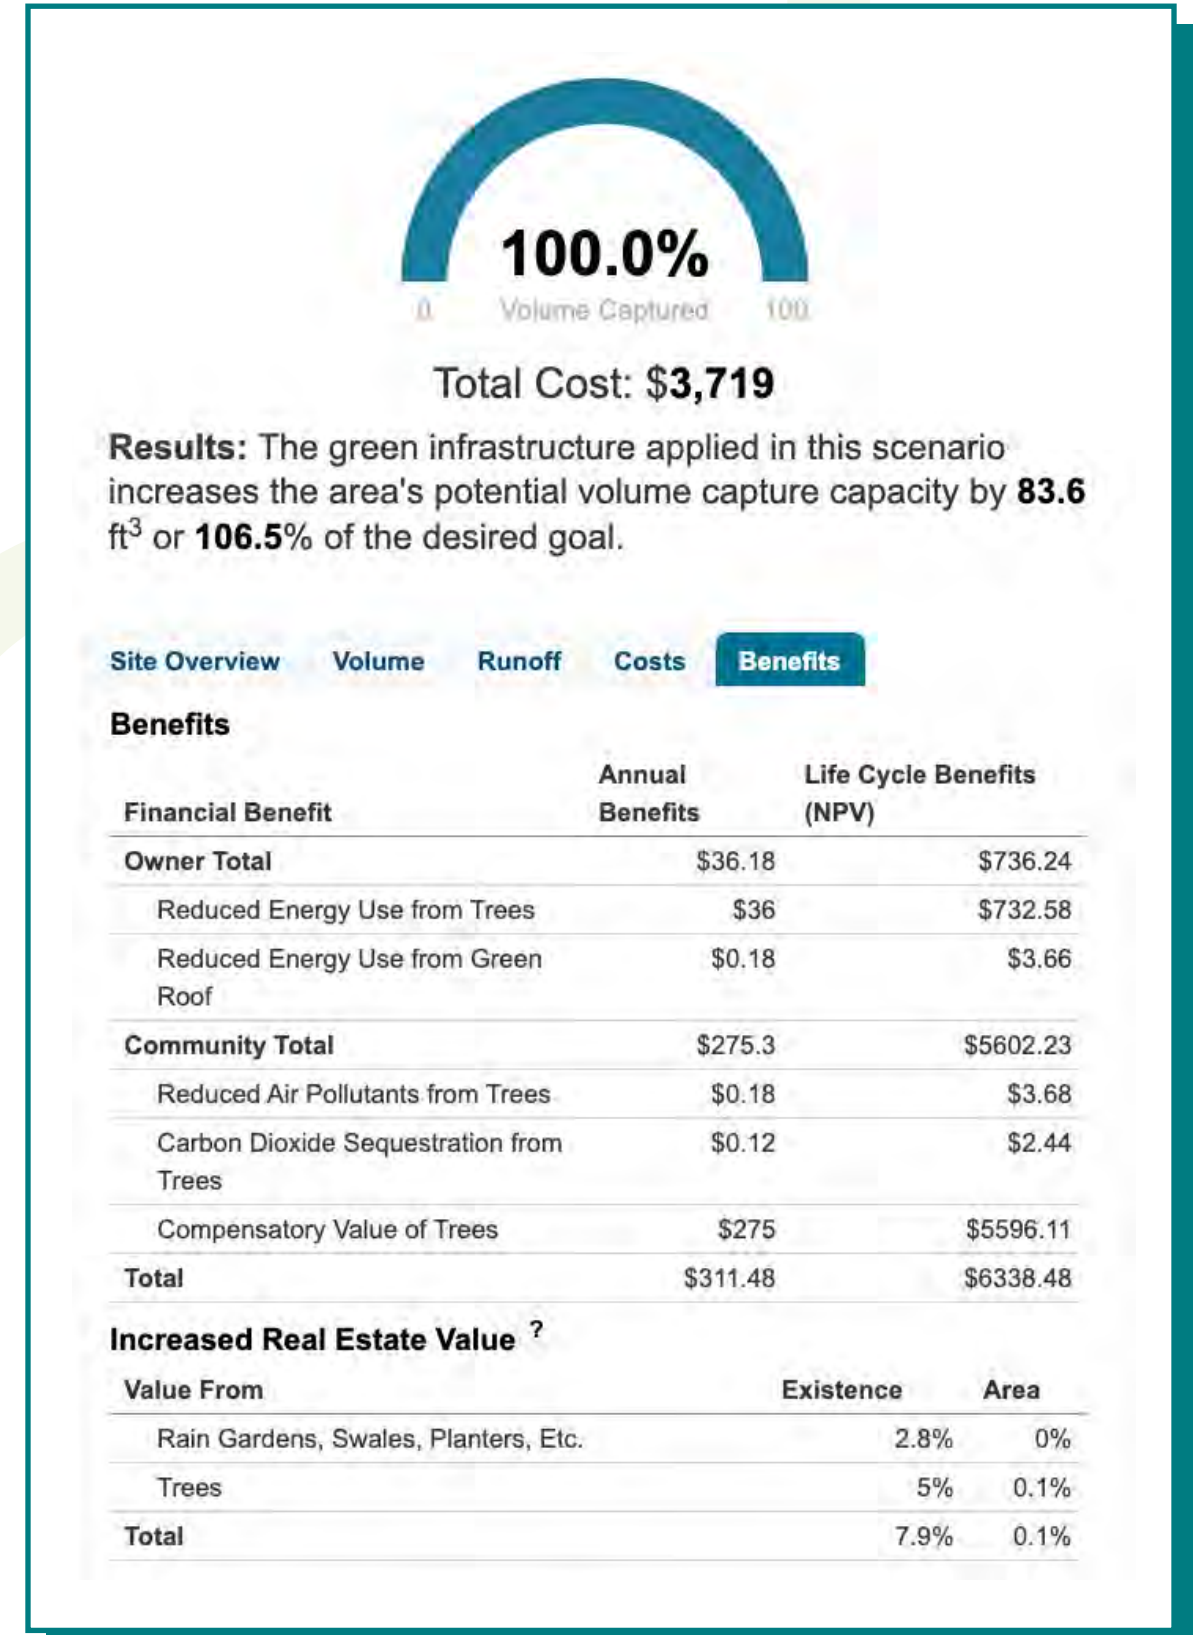 100.0%
0 Volume Captured 100
Total Cost: $3,719
Results: The green infrastructure applied in this scenario
increases the area's potential volume capture capacity by 83.6
ft³ or 106.5% of the desired goal.
Site Overview Volume Runoff Costs Benefits
Benefits
Annual Life Cycle Benefits
Financial Benefit Benefits (NPV)
Owner Total $36.18 $736.24
Reduced Energy Use from Trees $36 $732.58
Reduced Energy Use from Green $0.18 $3.66
Roof
Community Total $275.3 $5602.23
Reduced Air Pollutants from Trees $0.18 $3.68
Carbon Dioxide Sequestration from $0.12 $2.44
Trees
Compensatory Value of Trees $275 $5596.11
Total $311.48 $6338.48
Increased Real Estate Value ?
Value From Existence Area
Rain Gardens, Swales, Planters, Etc. 2.8% 0%
Trees 5% 0.1%
Total 7.9% 0.1%